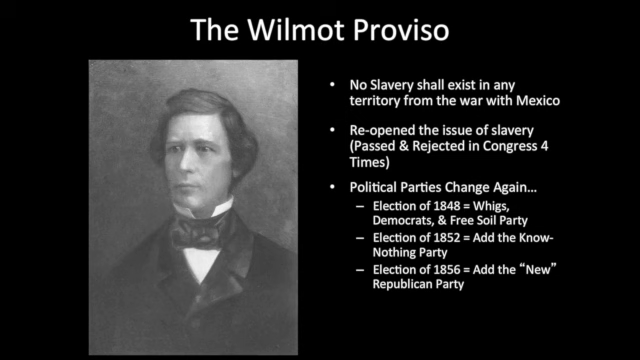 The Wilmot Proviso
• No Slavery shall exist in any
territory from the war with Mexico
• Re-opened the issue of slavery
(Passed & Rejected in Congress 4
Times)
• Political Parties Change Again…
– Election of 1848 = Whigs,
Democrats, & Free Soil Party
– Election of 1852 = Add the Know-
Nothing Party
– Election of 1856 = Add the “New”
Republican Party